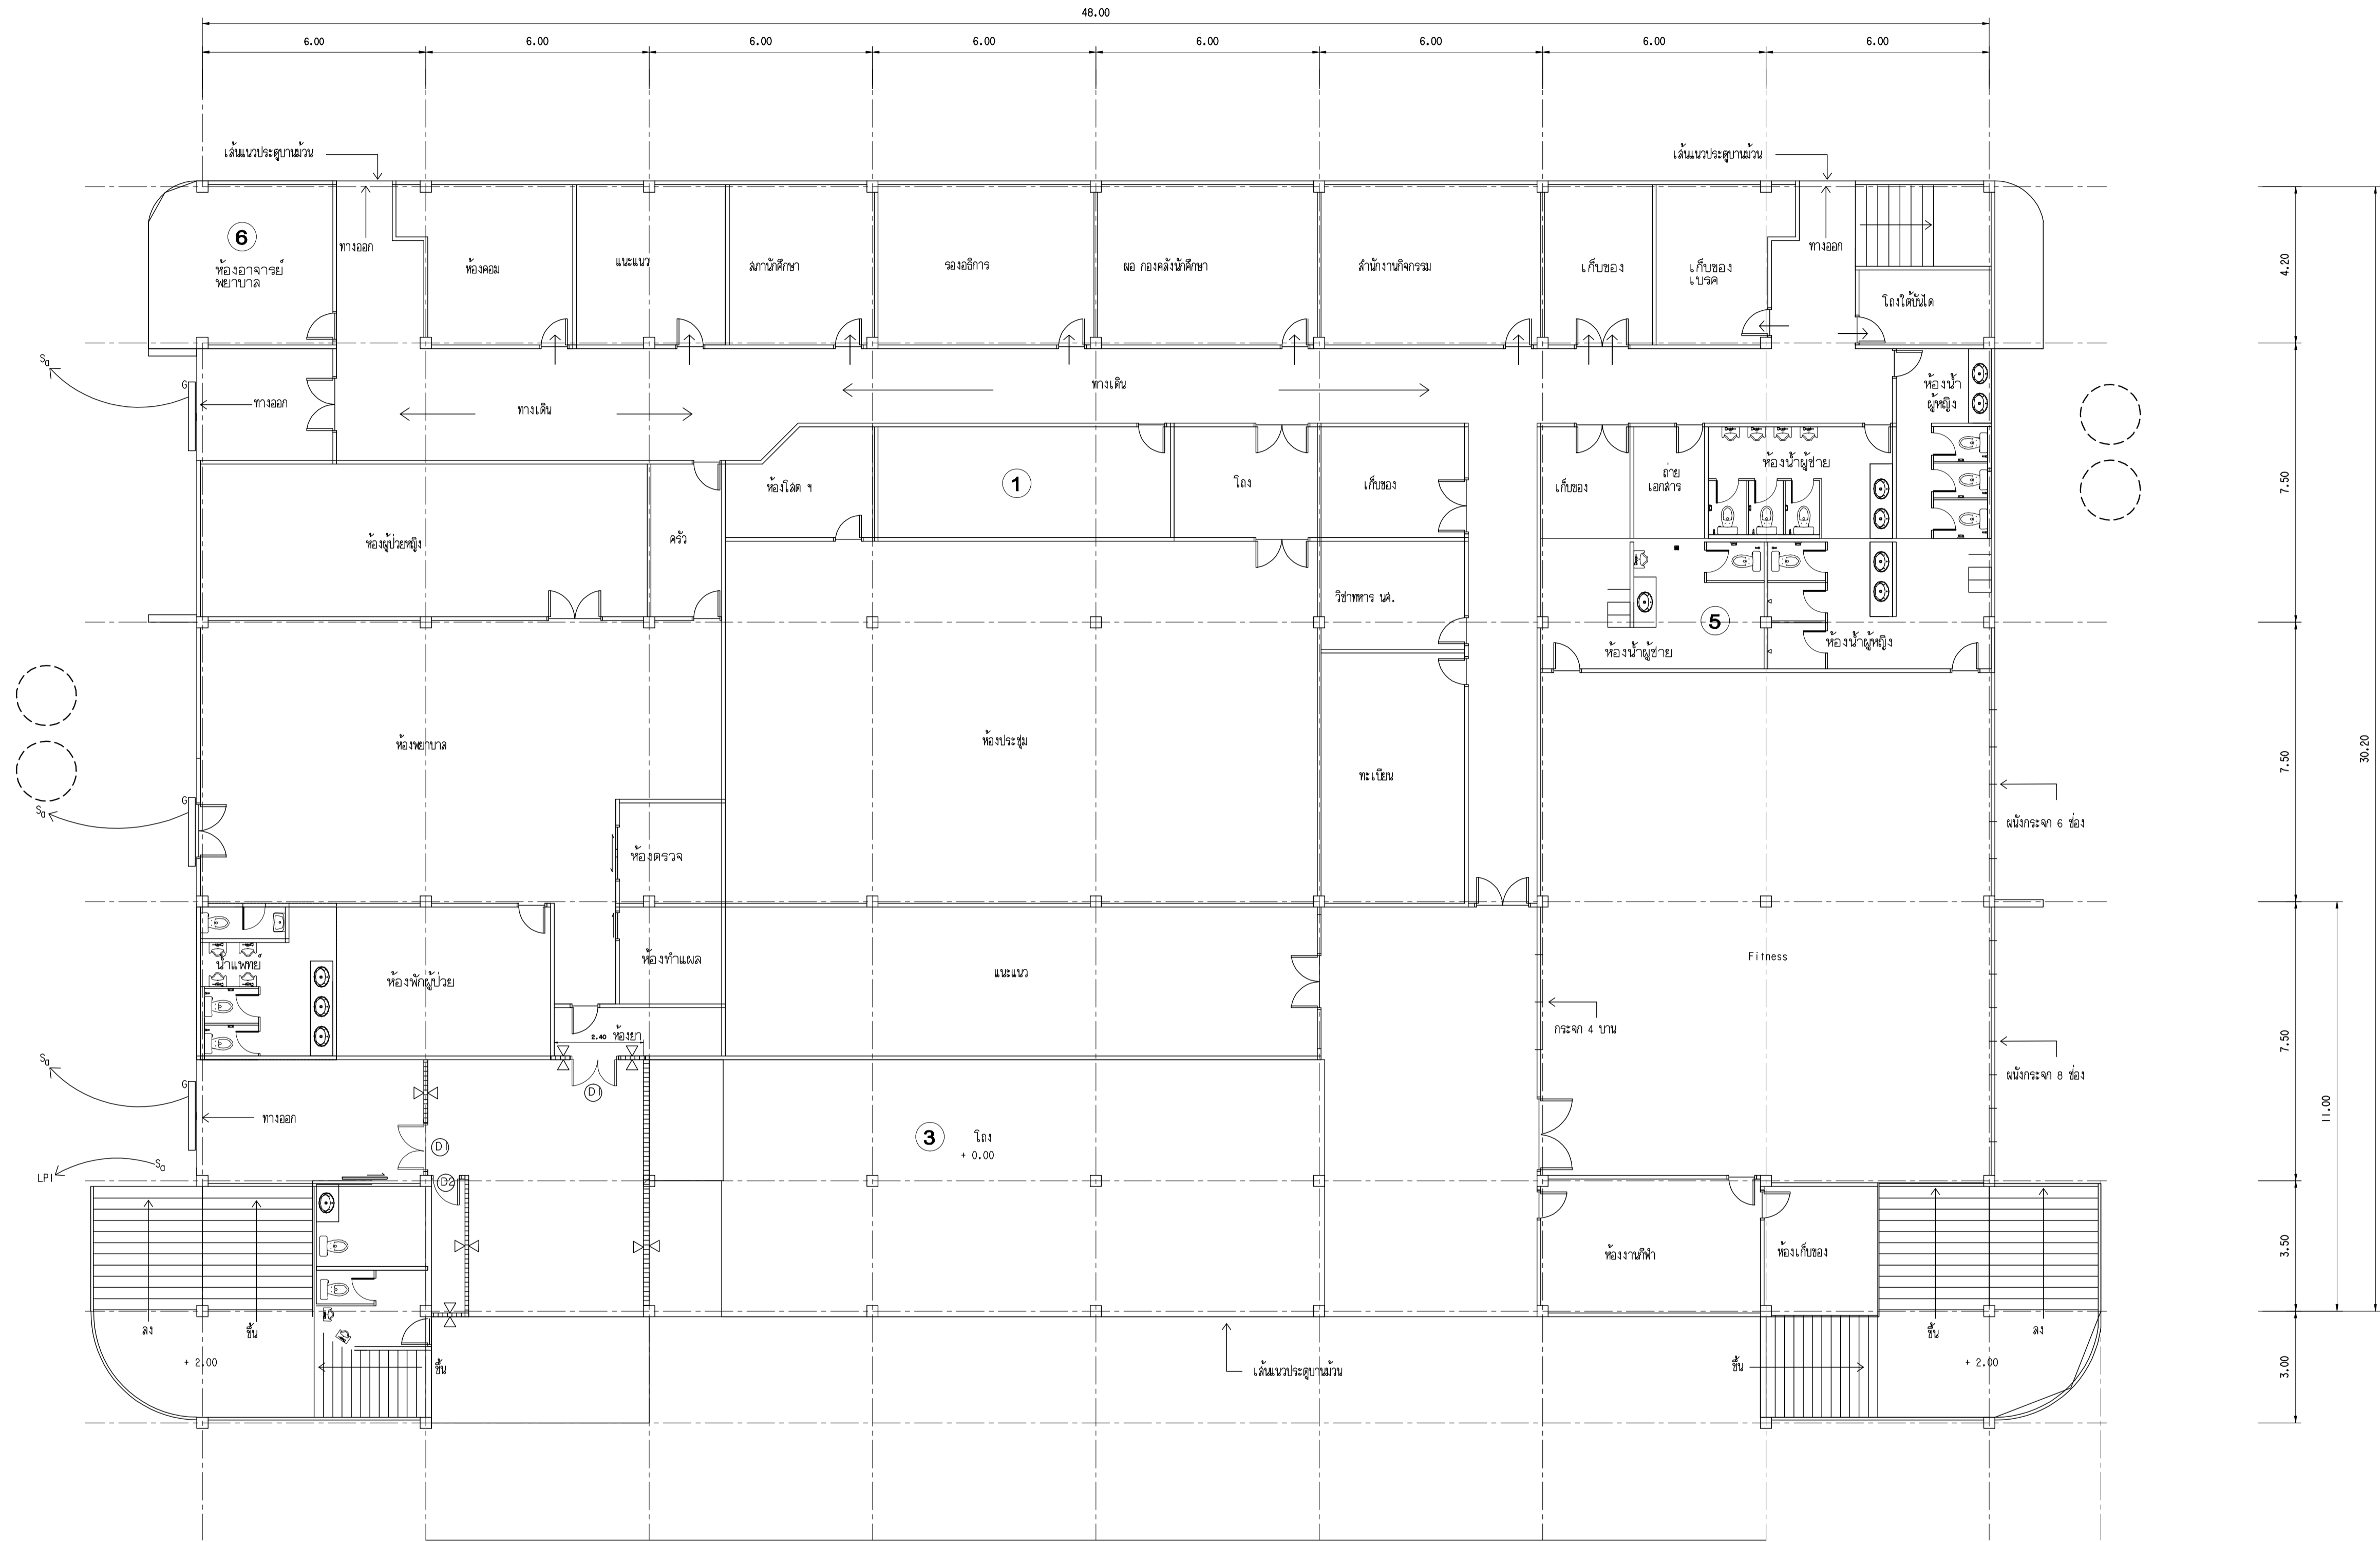 48.00
6.00
6.00
6.00
6.00
6.00
6.00
6.00
6.00
เส้นแนวประตูบานม้วน
เส้นแนวประตูบานม้วน
6
ห้องอาจารย์
พยาบาล
ทางออก
ห้องคอม
แนะแนว
สภานักศึกษา
รองอธิการ
ผอ กองคลังนักศึกษา
สำนักงานกิจกรรม
เก็บของ
เก็บของ
เบรค
ทางออก
โถงใต้บันได
4.20
Sa
G
ทางออก
ทางเดิน
ทางเดิน
ห้องน้ำ
ผู้หญิง
ห้องผู้ป่วยหญิง
ครัว
ห้องโสต ฯ
1
โถง
เก็บของ
เก็บของ
ถ่าย
เอกสาร
ห้องน้ำผู้ชาย
7.50
วิชาทหาร นศ.
5
ห้องน้ำผู้ชาย
ห้องน้ำผู้หญิง
ห้องพยาบาล
ห้องประชุม
ทะเบียน
7.50
30.20
G
Sa
ห้องตรวจ
ผนังกระจก 6 ช่อง
น้ำแพทย์
ห้องพักผู้ป่วย
ห้องทำแผล
แนะแนว
Fitness
กระจก 4 บาน
2.40
ห้องยา
7.50
Sa
G
D1
ผนังกระจก 8 ช่อง
ทางออก
D1
3
โถง
+ 0.00
11.00
Sa
LP1
D2
ห้องงานกีฬา
ห้องเก็บของ
3.50
ลง
ขึ้น
ขึ้น
ลง
+ 2.00
ขึ้น
เส้นแนวประตูบานม้วน
ขึ้น
+ 2.00
3.00